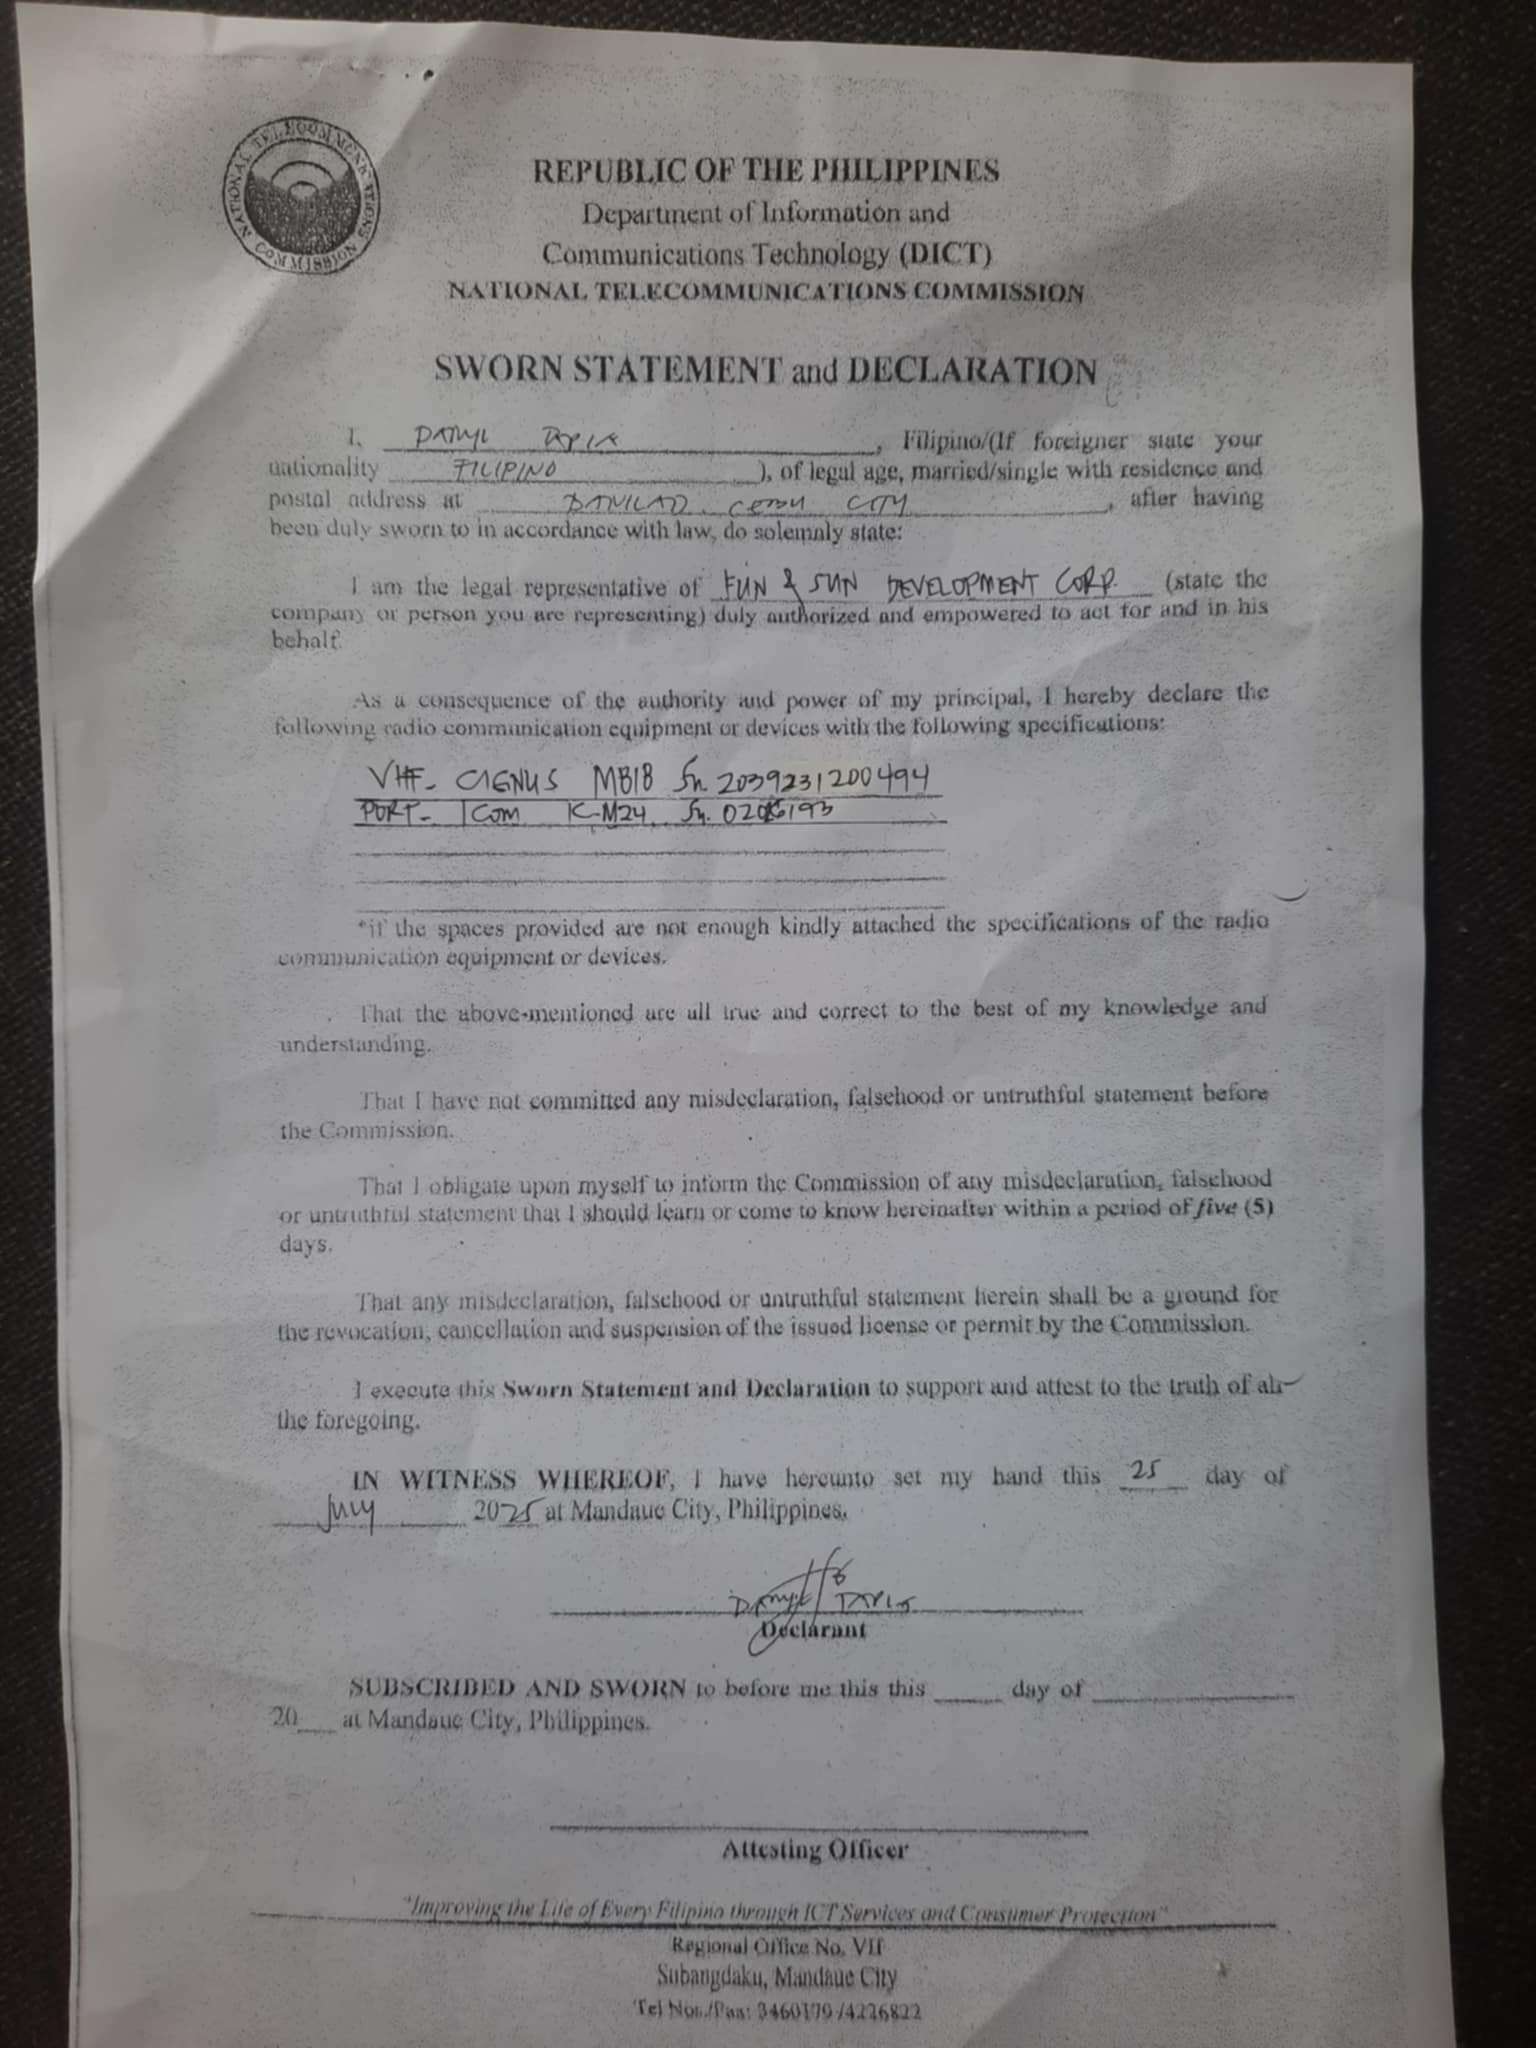 NATIONAL TELECOMMUNICATIONS COMMISSION
REPUBLIC OF THE PHILIPPINES
Department of Information and
Communications Technology (DICT)
NATIONAL TELECOMMUNICATIONS COMMISSION
SWORN STATEMENT and DECLARATION
I, DARYL TAPIA, Filipino/(If foreigner state your
nationality FILIPINO), of legal age, married/single with residence and
postal address at BANILAD CEBU CITY, after having
been duly sworn to in accordance with law, do solemnly state:
I am the legal representative of FUN & SUN DEVELOPMENT CORP. (state the
company or person you are representing) duly authorized and empowered to act for and in his
behalf.
As a consequence of the authority and power of my principal, I hereby declare the
following radio communication equipment or devices with the following specifications:
VHF- CIGNUS MB18 Sn. 2039231200494
PORT- ICOM IC-M24 Sn.
*if the spaces provided are not enough kindly attached the specifications of the radio
communication equipment or devices.
That the above-mentioned are all true and correct to the best of my knowledge and
understanding.
That I have not committed any misdeclaration, falsehood or untruthful statement before
the Commission.
That I obligate upon myself to inform the Commission of any misdeclaration, falsehood
or untruthful statement that I should learn or come to know hereinafter within a period of five (5)
days.
That any misdeclaration, falsehood or untruthful statement herein shall be a ground for
the revocation, cancellation and suspension of the issued license or permit by the Commission.
I execute this Sworn Statement and Declaration to support and attest to the truth of all
the foregoing.
IN WITNESS WHEREOF, I have hereunto set my hand this 25 day of
July 2025 at Mandaue City, Philippines.
DARYL TAPIA
Declarant
SUBSCRIBED AND SWORN to before me this this ____ day of ____
20__ at Mandaue City, Philippines.
Attesting Officer
"Improving the Life of Every Filipino through ICT Services and Consumer Protection"
Regional Office No. VII
Subangdaku, Mandaue City
Tel Nos./Fax: 3460179 /4226822